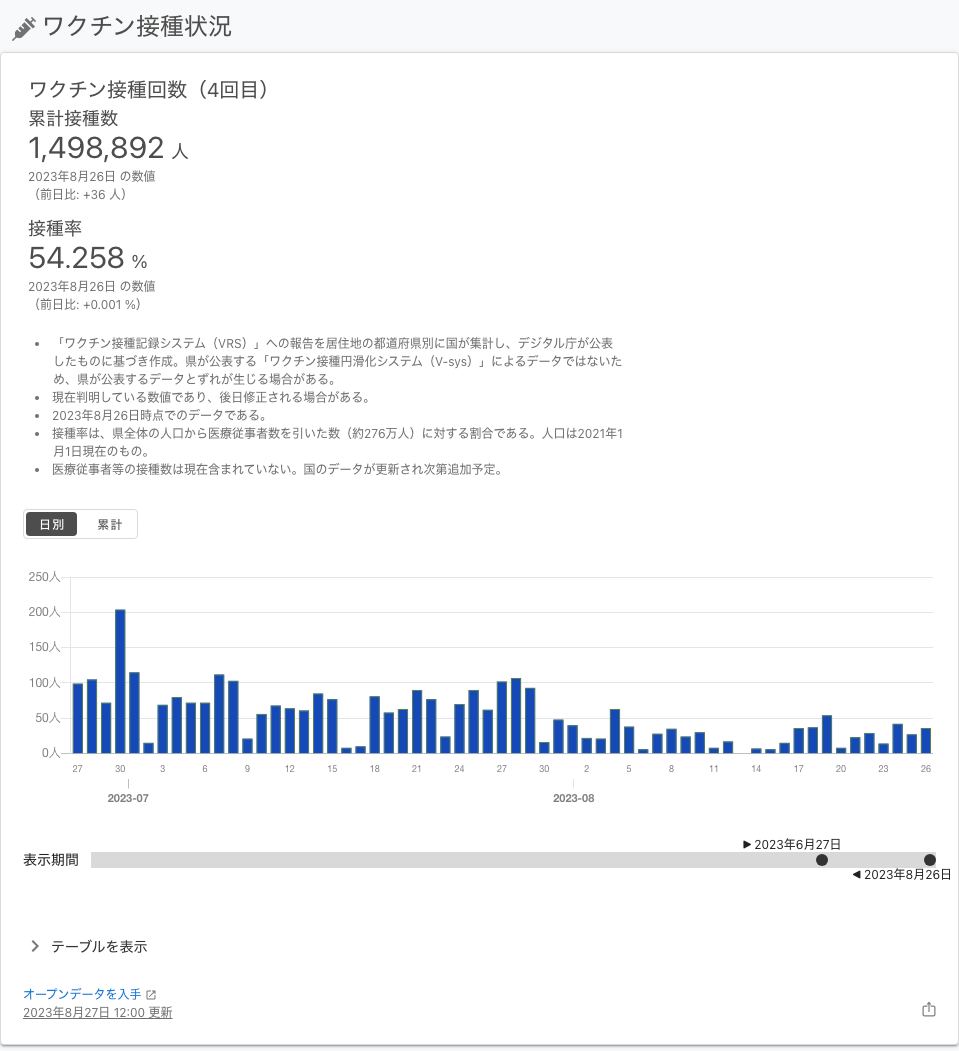 ワクチン接種状況
ワクチン接種回数（4回目）
累計接種数
1,498,892 人
2023年8月26日 の数値
（前日比: +36 人）
接種率
54.258 %
2023年8月26日 の数値
（前日比: +0.001 %）
• 「ワクチン接種記録システム（VRS）」への報告を居住地の都道府県別に国が集計し、デジタル庁が公表
したものに基づき作成。県が公表する「ワクチン接種円滑化システム（V-sys）」によるデータではないた
め、県が公表するデータとずれが生じる場合がある。
• 現在判明している数値であり、後日修正される場合がある。
• 2023年8月26日時点でのデータである。
• 接種率は、県全体の人口から医療従事者数を引いた数（約276万人）に対する割合である。人口は2021年1
月1日現在のもの。
• 医療従事者等の接種数は現在含まれていない。国のデータが更新され次第追加予定。
日別 累計
250人
200人
150人
100人
50人
0人
27 30 3 6 9 12 15 18 21 24 27 30 2 5 8 11 14 17 20 23 26
2023-07 2023-08
▶ 2023年6月27日
表示期間
◀ 2023年8月26日
テーブルを表示
オープンデータを入手
2023年8月27日 12:00 更新